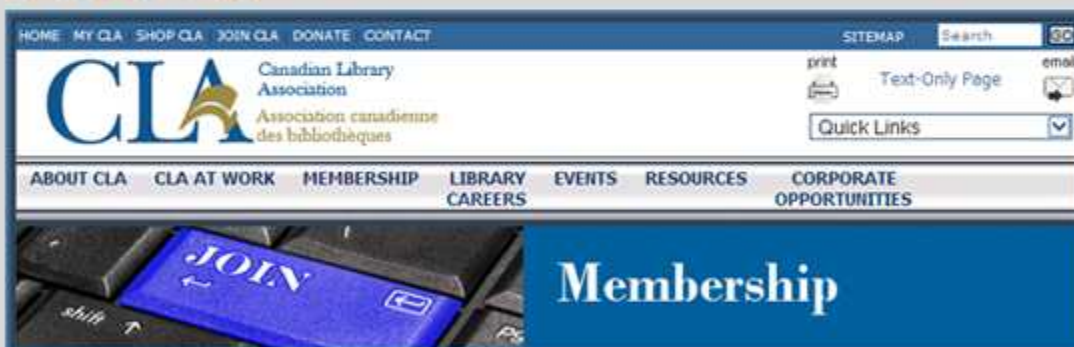 HOME MY CLA SHOP CLA JOIN CLA DONATE CONTACT SITEMAP Search GO
CLA
Canadian Library
Association
Association canadienne
des bibliothèques
print
Text-Only Page
email
Quick Links
ABOUT CLA CLA AT WORK MEMBERSHIP LIBRARY CAREERS EVENTS RESOURCES CORPORATE OPPORTUNITIES
JOIN
shift
Membership